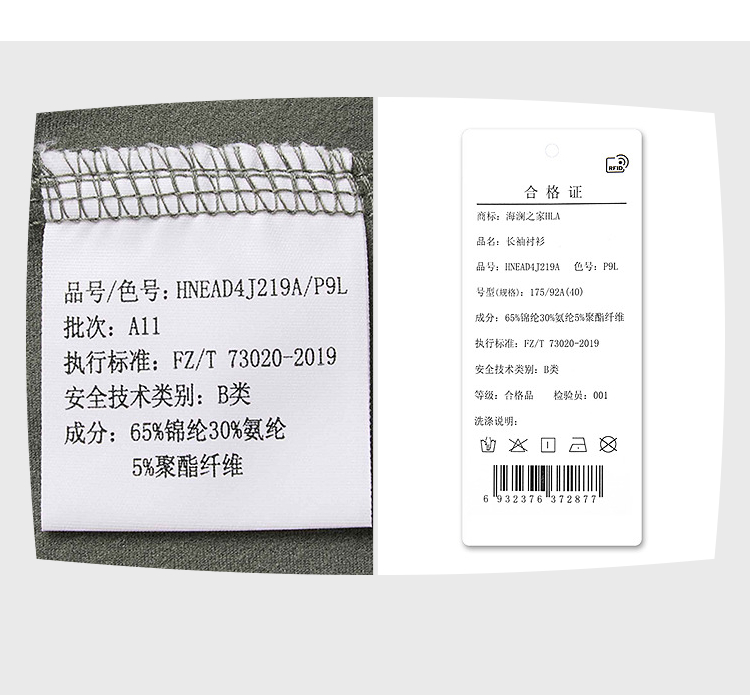 品号/色号: HNEAD4J219A/P9L
批次: A11
执行标准: FZ/T 73020-2019
安全技术类别: B类
成分: 65%锦纶30%氨纶
5%聚酯纤维
RFID
合格证
商标: 海澜之家HLA
品名: 长袖衬衫
品号: HNEAD4J219A 色号: P9L
号型(规格): 175/92A(40)
成分: 65%锦纶30%氨纶5%聚酯纤维
执行标准: FZ/T 73020-2019
安全技术类别: B类
等级: 合格品 检验员: 001
洗涤说明:
6 932376 372877